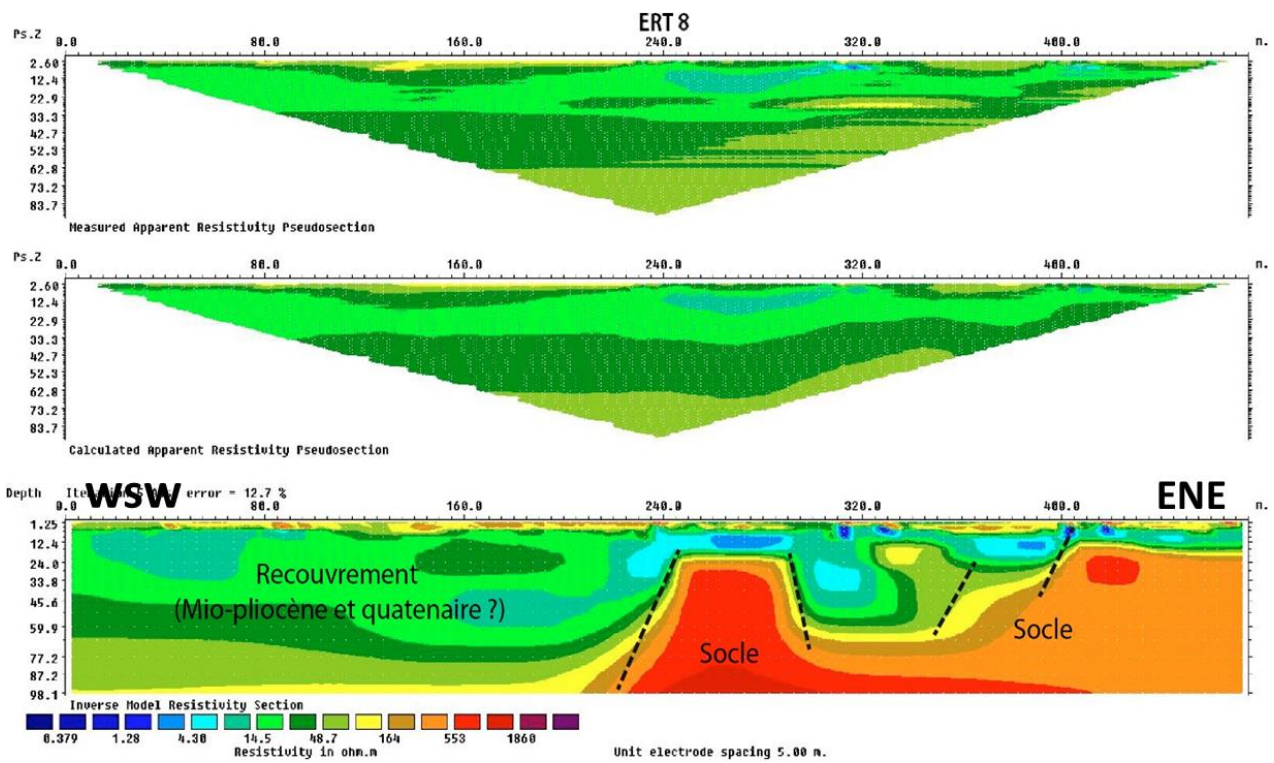 ERT 8
Ps.Z 0.0 80.0 160.0 240.0 320.0 400.0 m.
2.60
12.4
22.9
33.3
42.7
52.3
62.8
73.2
83.7
Measured Apparent Resistivity Pseudosection
Ps.Z 0.0 80.0 160.0 240.0 320.0 400.0 m.
2.60
12.4
22.9
33.3
42.7
52.3
62.8
73.2
83.7
Calculated Apparent Resistivity Pseudosection
Depth error = 12.7 %
WSW ENE
0.0 80.0 160.0 240.0 320.0 400.0 m.
1.25
12.4
24.0
33.8
45.6
59.9
77.2
87.2
98.1
Recouvrement
(Mio-pliocène et quatenaire ?)
Socle
Socle
Inverse Model Resistivity Section
0.379 1.28 4.30 14.5 48.7 164 553 1860
Resistivity in ohm.m
Unit electrode spacing 5.00 m.